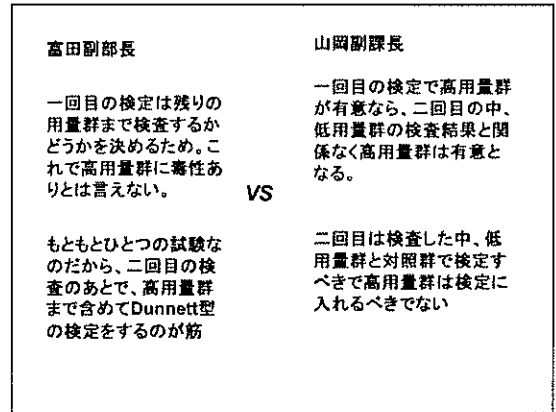 富田副部長
一回目の検定は残りの
用量群まで検査するか
どうかを決めるため。こ
れで高用量群に毒性あ
りとは言えない。
もともとひとつの試験な
のだから、二回目の検
査のあとで、高用量群
まで含めてDunnett型
の検定をするのが筋
VS
山岡副課長
一回目の検定で高用量群
が有意なら、二回目の中、
低用量群の検査結果と関
係なく高用量群は有意と
なる。
二回目は検査した中、低
用量群と対照群で検定す
べきで高用量群は検定に
入れるべきでない